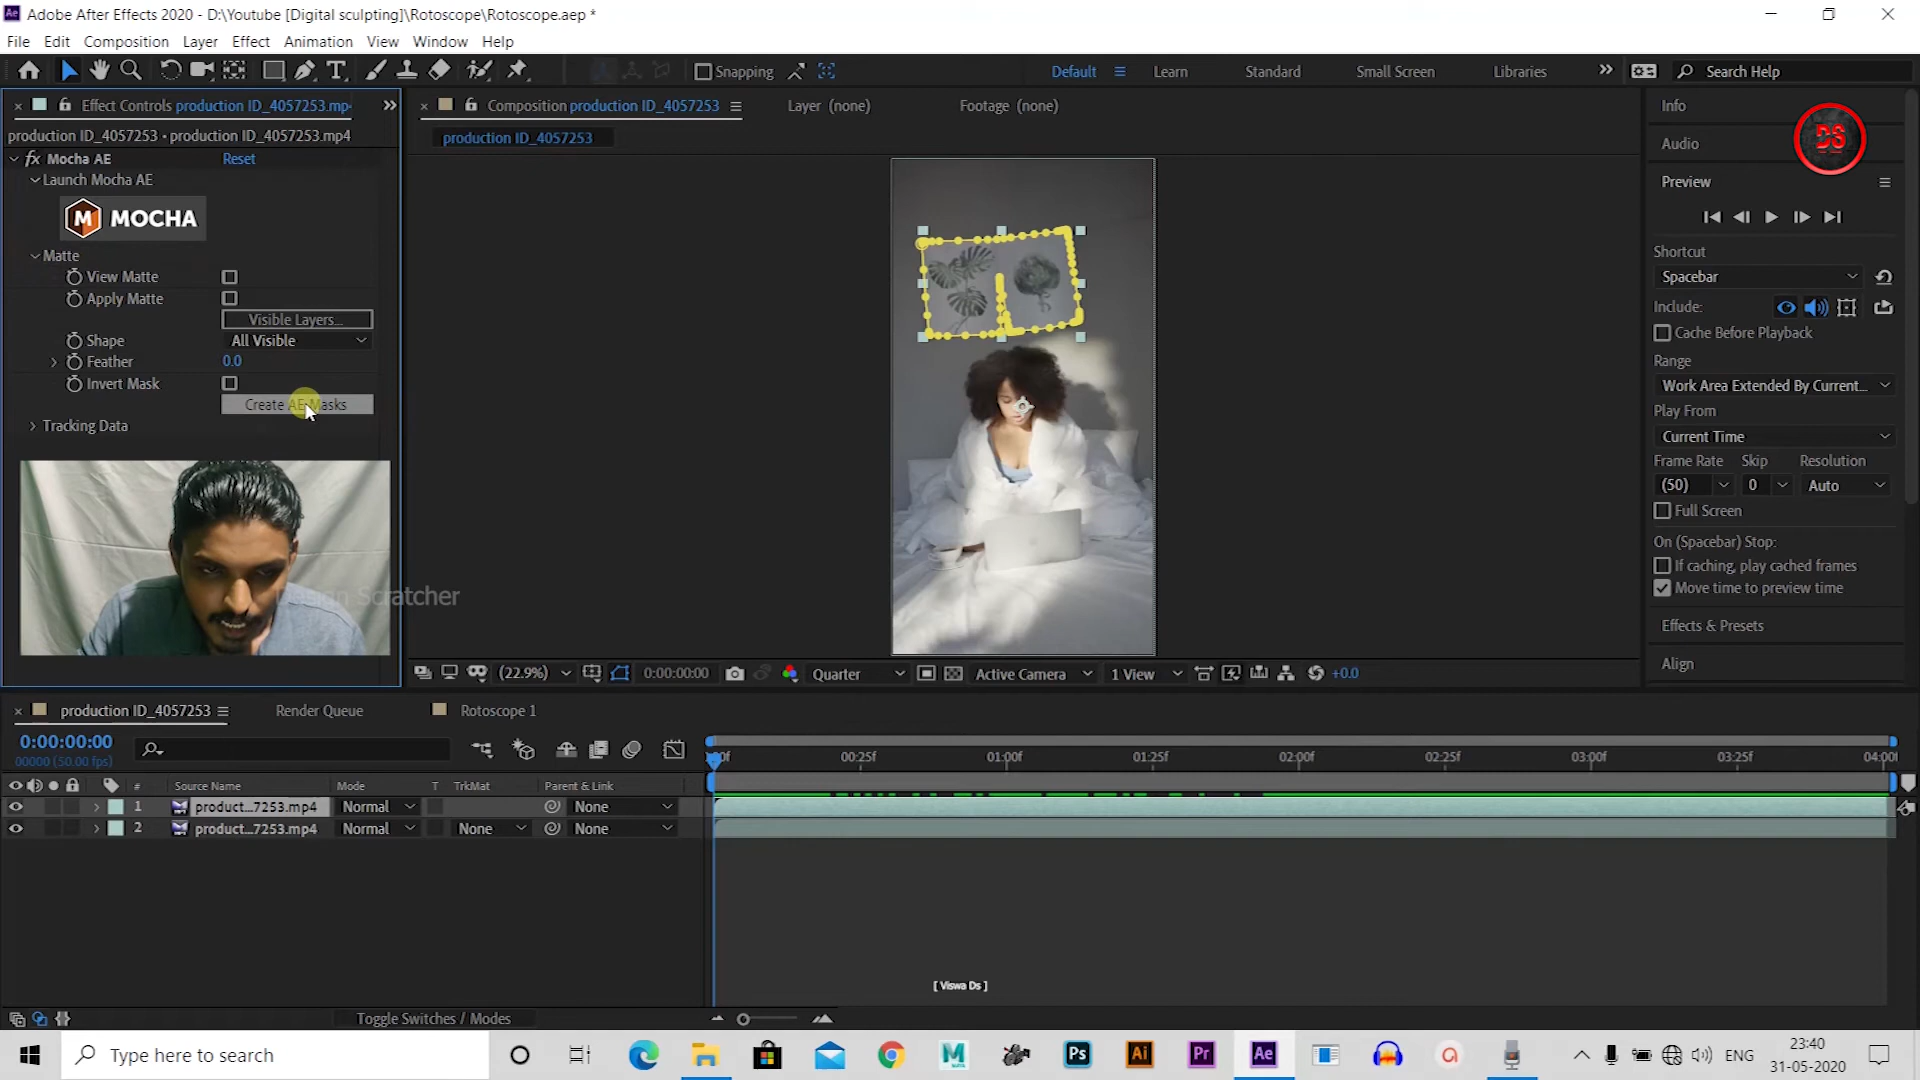 Adobe After Effects 2020 - D:\Youtube [Digital sculpting]\Rotoscope\Rotoscope.aep *
File Edit Composition Layer Effect Animation View Window Help
Snapping
Default Learn Standard Small Screen Libraries Search Help
Effect Controls production ID_4057253.mp4
Composition production ID_4057253 Layer (none) Footage (none)
production ID_4057253 • production ID_4057253.mp4
production ID_4057253
fx Mocha AE Reset
Launch Mocha AE
MOCHA
Matte
View Matte
Apply Matte
Visible Layers...
Shape All Visible
Feather 0.0
Invert Mask
Create AE Masks
Tracking Data
Design Scratcher
(22.9%) 0:00:00:00 Quarter Active Camera 1 View +0.0
Info
DS
Audio
Preview
Shortcut
Spacebar
Include:
Cache Before Playback
Range
Work Area Extended By Current...
Play From
Current Time
Frame Rate Skip Resolution
(50) 0 Auto
Full Screen
On (Spacebar) Stop:
If caching, play cached frames
Move time to preview time
Effects & Presets
Align
production ID_4057253 Render Queue Rotoscope 1
0:00:00:00
00000 (50.00 fps)
00f 00:25f 01:00f 01:25f 02:00f 02:25f 03:00f 03:25f 04:00f
# Source Name Mode T TrkMat Parent & Link
1 product...7253.mp4 Normal None
2 product...7253.mp4 Normal None None
[ Viswa Ds ]
Toggle Switches / Modes
Type here to search
M Ps Ai Pr Ae
ENG
23:40
31-05-2020